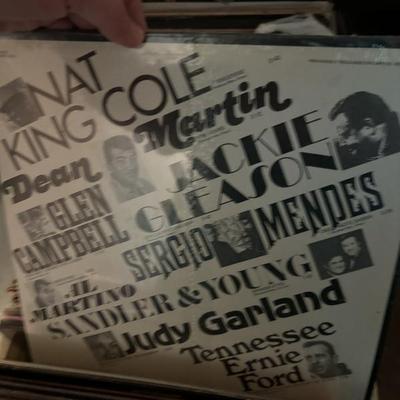 NAT
KING COLE
Dean Martin
JACKIE
GLEASON
GLEN
CAMPBELL
SERGIO MENDES
AL
MARTINO
SANDLER & YOUNG
Judy Garland
Tennessee
Ernie
Ford